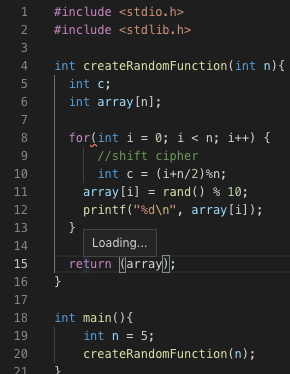 1 #include <stdio.h>
2 #include <stdlib.h>
3
4 int createRandomFunction(int n){
5 int c;
6 int array[n];
7
8 for(int i = 0; i < n; i++) {
9 //shift cipher
10 int c = (i+n/2)%n;
11 array[i] = rand() % 10;
12 printf("%d\n", array[i]);
13 }
14 Loading...
15 return (array);
16 }
17
18 int main(){
19 int n = 5;
20 createRandomFunction(n);
21 }